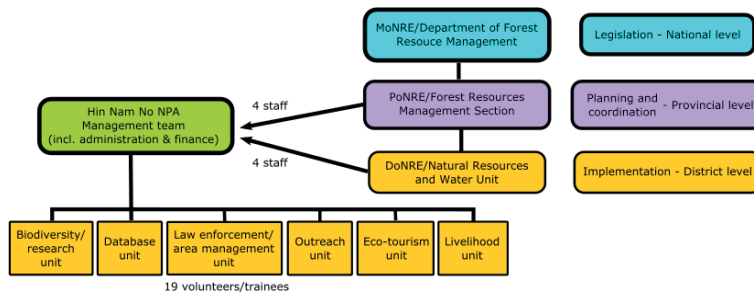 MoNRE/Department of Forest
Resouce Management
Legislation - National level
4 staff
Hin Nam No NPA
Management team
(incl. administration & finance)
PoNRE/Forest Resources
Management Section
Planning and
coordination - Provincial level
4 staff
DoNRE/Natural Resources
and Water Unit
Implementation - District level
Biodiversity/
research
unit
Database
unit
Law enforcement/
area management
unit
Outreach
unit
Eco-tourism
unit
Livelihood
unit
19 volunteers/trainees